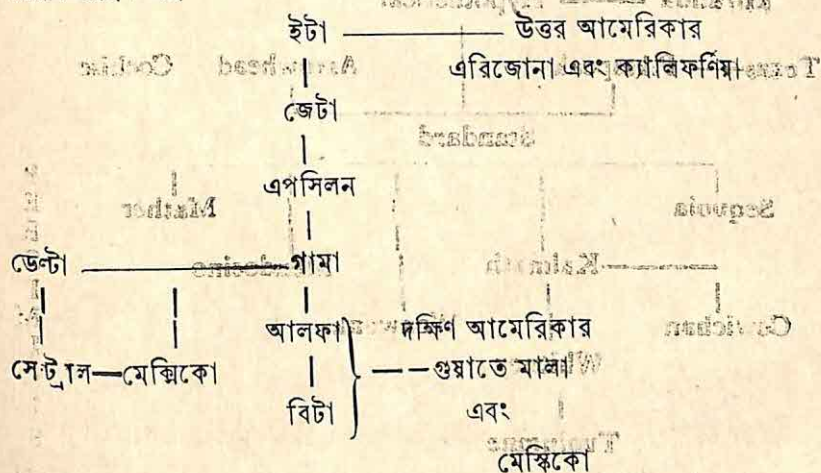 ইটা ———— উত্তর আমেরিকার
এরিজোনা এবং ক্যালিফর্ণিয়া
জেটা
এপসিলন
ডেল্টা ———— গামা
আলফা দক্ষিণ আমেরিকার
সেন্ট্রাল—মেক্সিকো — —গুয়াতে মালা
বিটা এবং
মেস্কিকো